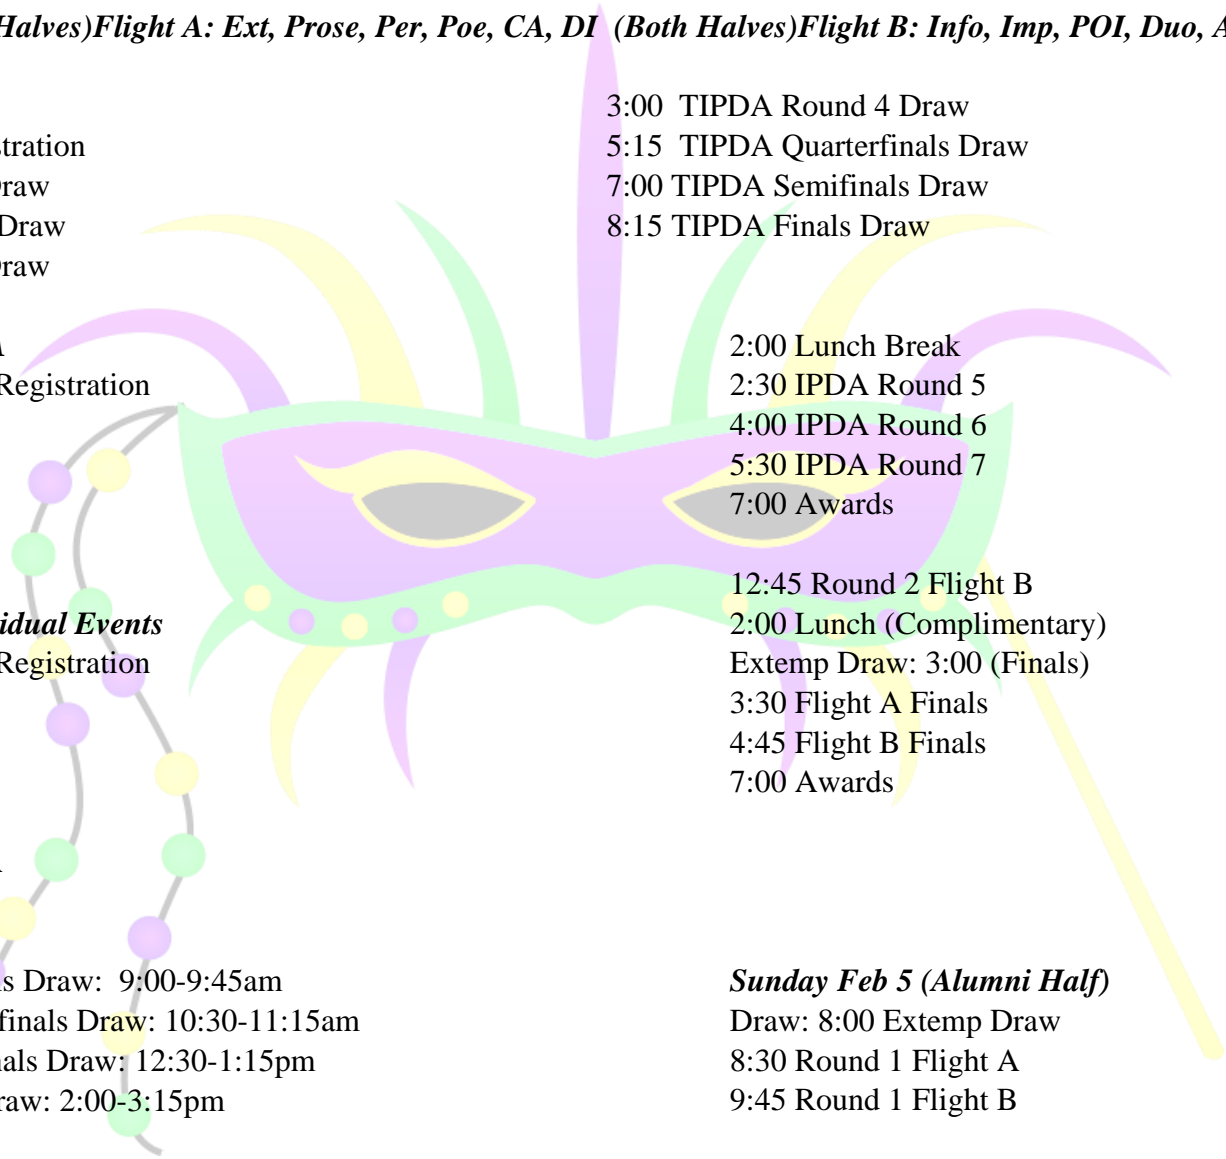 Halves)Flight A: Ext, Prose, Per, Poe, CA, DI (Both Halves)Flight B: Info, Imp, POI, Duo, A
stration
Draw
Draw
Draw
3:00 TIPDA Round 4 Draw
5:15 TIPDA Quarterfinals Draw
7:00 TIPDA Semifinals Draw
8:15 TIPDA Finals Draw
A
Registration
2:00 Lunch Break
2:30 IPDA Round 5
4:00 IPDA Round 6
5:30 IPDA Round 7
7:00 Awards
idual Events
Registration
12:45 Round 2 Flight B
2:00 Lunch (Complimentary)
Extemp Draw: 3:00 (Finals)
3:30 Flight A Finals
4:45 Flight B Finals
7:00 Awards
ls Draw: 9:00-9:45am
finals Draw: 10:30-11:15am
nals Draw: 12:30-1:15pm
raw: 2:00-3:15pm
Sunday Feb 5 (Alumni Half)
Draw: 8:00 Extemp Draw
8:30 Round 1 Flight A
9:45 Round 1 Flight B